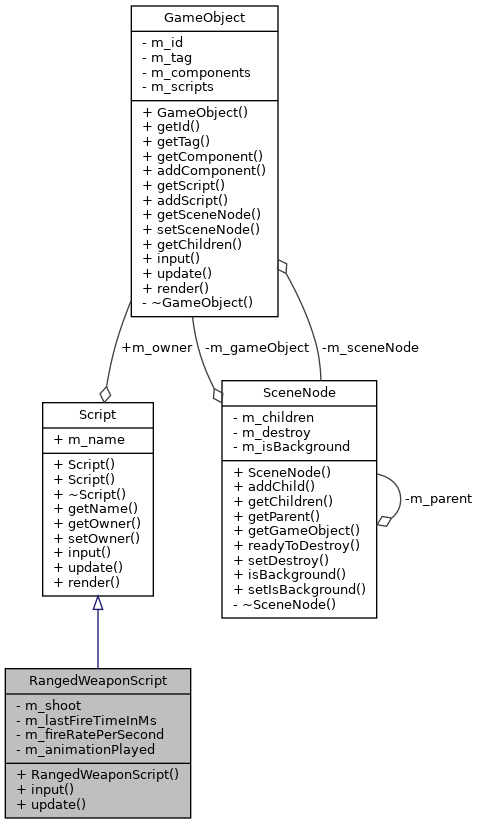 GameObject
- m_id
- m_tag
- m_components
- m_scripts
+ GameObject()
+ getId()
+ getTag()
+ getComponent()
+ addComponent()
+ getScript()
+ addScript()
+ getSceneNode()
+ setSceneNode()
+ getChildren()
+ input()
+ update()
+ render()
- ~GameObject()
+m_owner
-m_gameObject
-m_sceneNode
Script
+ m_name
+ Script()
+ Script()
+ ~Script()
+ getName()
+ getOwner()
+ setOwner()
+ input()
+ update()
+ render()
SceneNode
- m_children
- m_destroy
- m_isBackground
+ SceneNode()
+ addChild()
+ getChildren()
+ getParent()
+ getGameObject()
+ readyToDestroy()
+ setDestroy()
+ isBackground()
+ setIsBackground()
- ~SceneNode()
-m_parent
RangedWeaponScript
- m_shoot
- m_lastFireTimeInMs
- m_fireRatePerSecond
- m_animationPlayed
+ RangedWeaponScript()
+ input()
+ update()